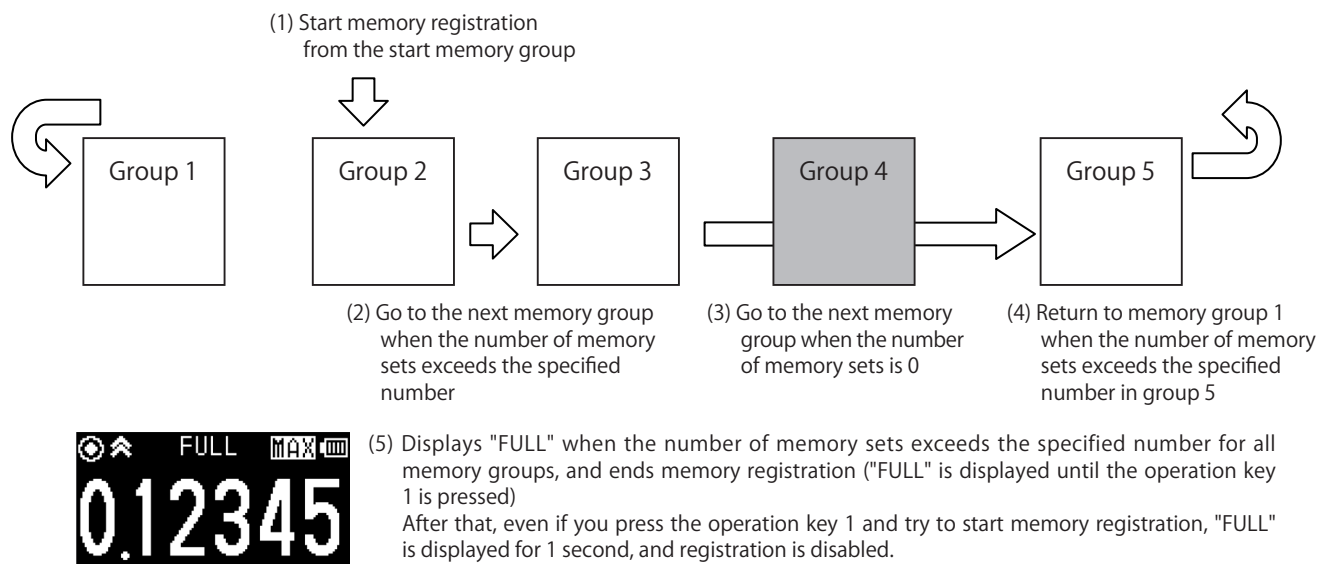 (1) Start memory registration
from the start memory group
Group 1
Group 2
Group 3
Group 4
Group 5
(2) Go to the next memory group
when the number of memory
sets exceeds the specified
number
(3) Go to the next memory
group when the number
of memory sets is 0
(4) Return to memory group 1
when the number of memory
sets exceeds the specified
number in group 5
FULL MAX
0.12345
(5) Displays "FULL" when the number of memory sets exceeds the specified number for all
memory groups, and ends memory registration ("FULL" is displayed until the operation key
1 is pressed)
After that, even if you press the operation key 1 and try to start memory registration, "FULL"
is displayed for 1 second, and registration is disabled.